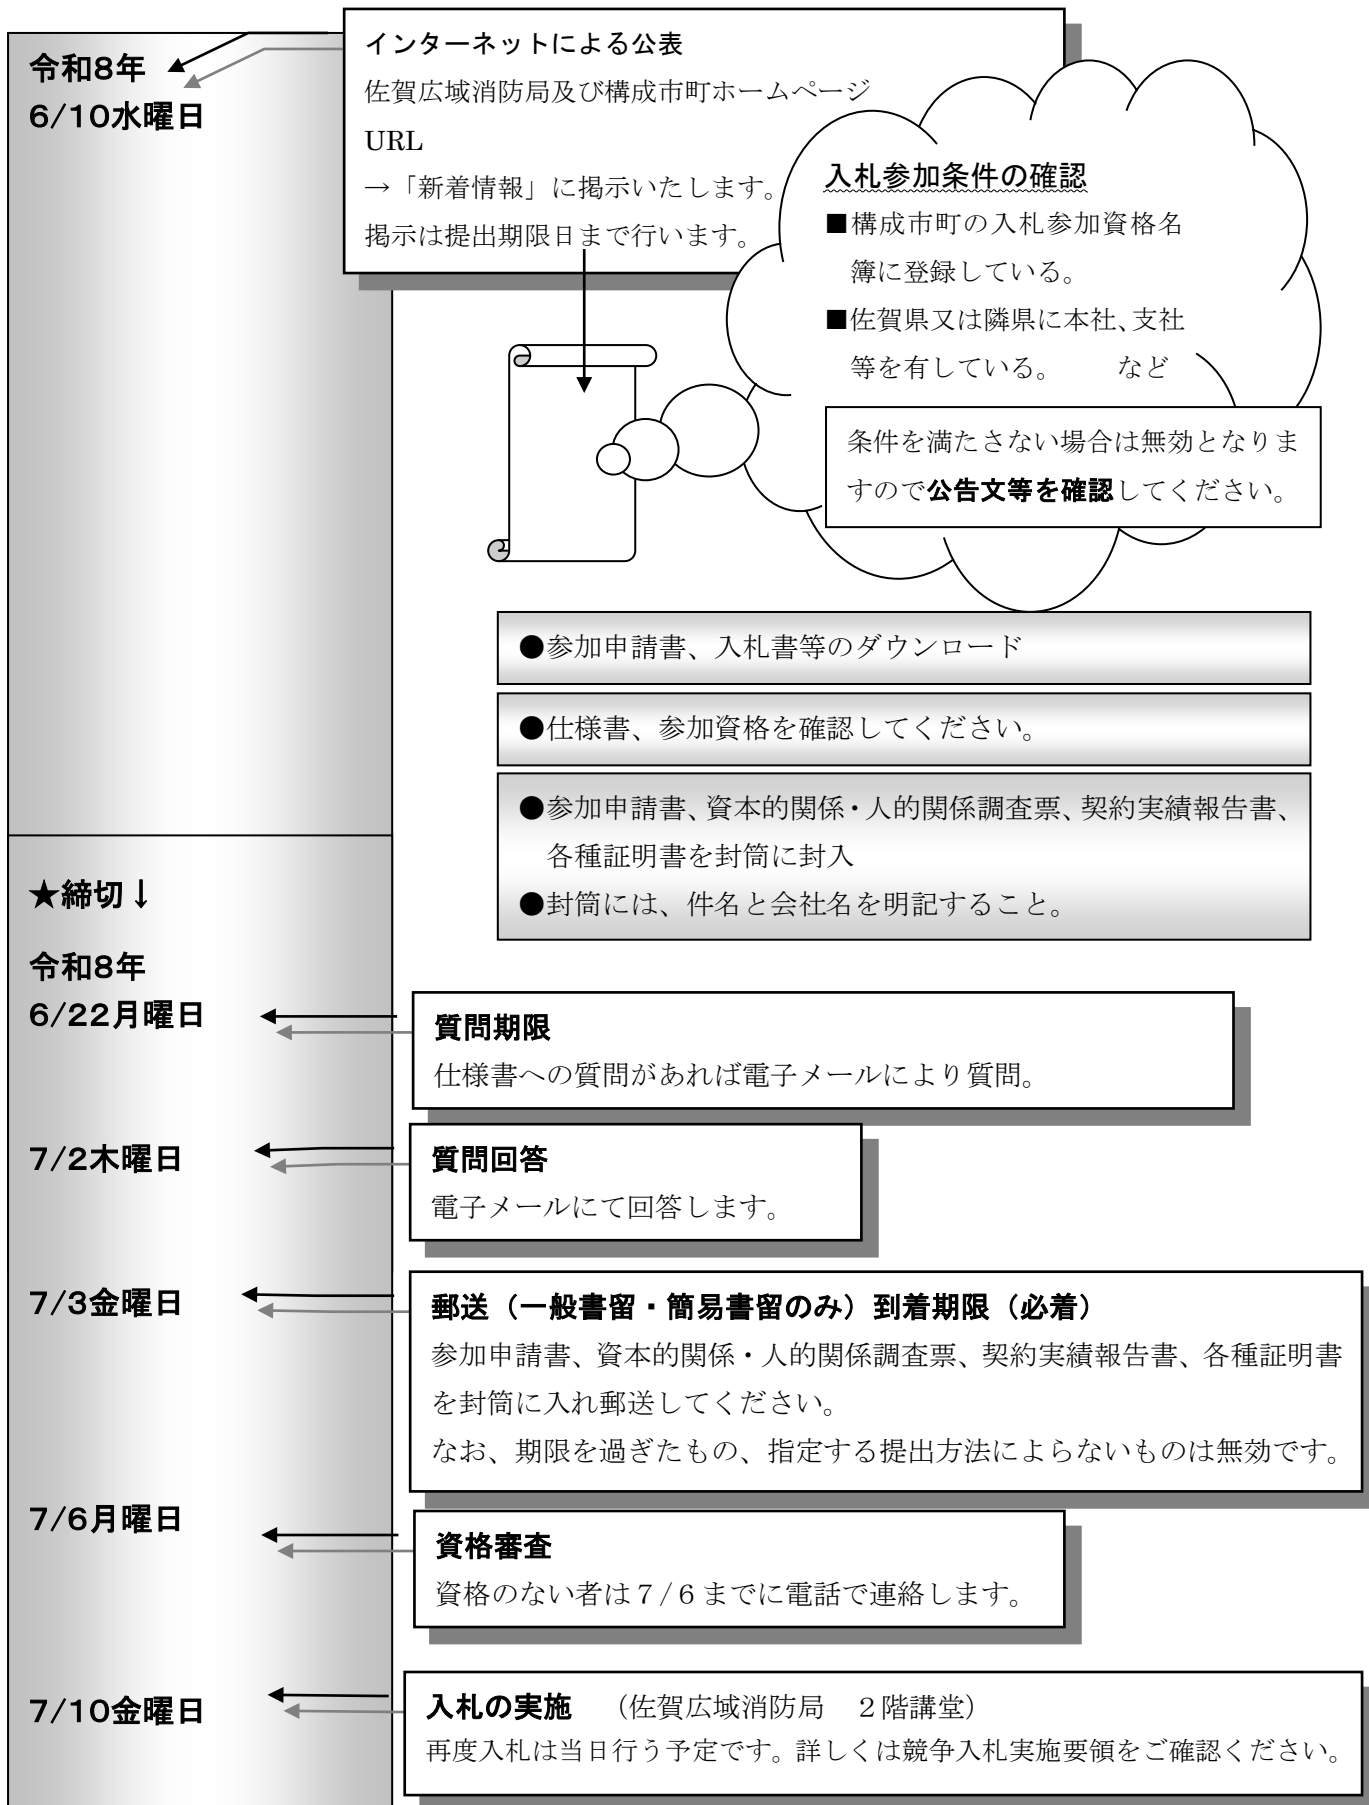 令和8年
6/10水曜日
インターネットによる公表
佐賀広域消防局及び構成市町ホームページ
URL
→「新着情報」に掲示いたします。
掲示は提出期限日まで行います。
入札参加条件の確認
■構成市町の入札参加資格名
簿に登録している。
■佐賀県又は隣県に本社、支社
等を有している。　　など
条件を満たさない場合は無効となりま
すので公告文等を確認してください。
●参加申請書、入札書等のダウンロード
●仕様書、参加資格を確認してください。
●参加申請書、資本的関係・人的関係調査票、契約実績報告書、
各種証明書を封筒に封入
●封筒には、件名と会社名を明記すること。
★締切↓
令和8年
6/22月曜日
質問期限
仕様書への質問があれば電子メールにより質問。
7/2木曜日
質問回答
電子メールにて回答します。
7/3金曜日
郵送（一般書留・簡易書留のみ）到着期限（必着）
参加申請書、資本的関係・人的関係調査票、契約実績報告書、各種証明書
を封筒に入れ郵送してください。
なお、期限を過ぎたもの、指定する提出方法によらないものは無効です。
7/6月曜日
資格審査
資格のない者は７/６までに電話で連絡します。
7/10金曜日
入札の実施　（佐賀広域消防局　２階講堂）
再度入札は当日行う予定です。詳しくは競争入札実施要領をご確認ください。